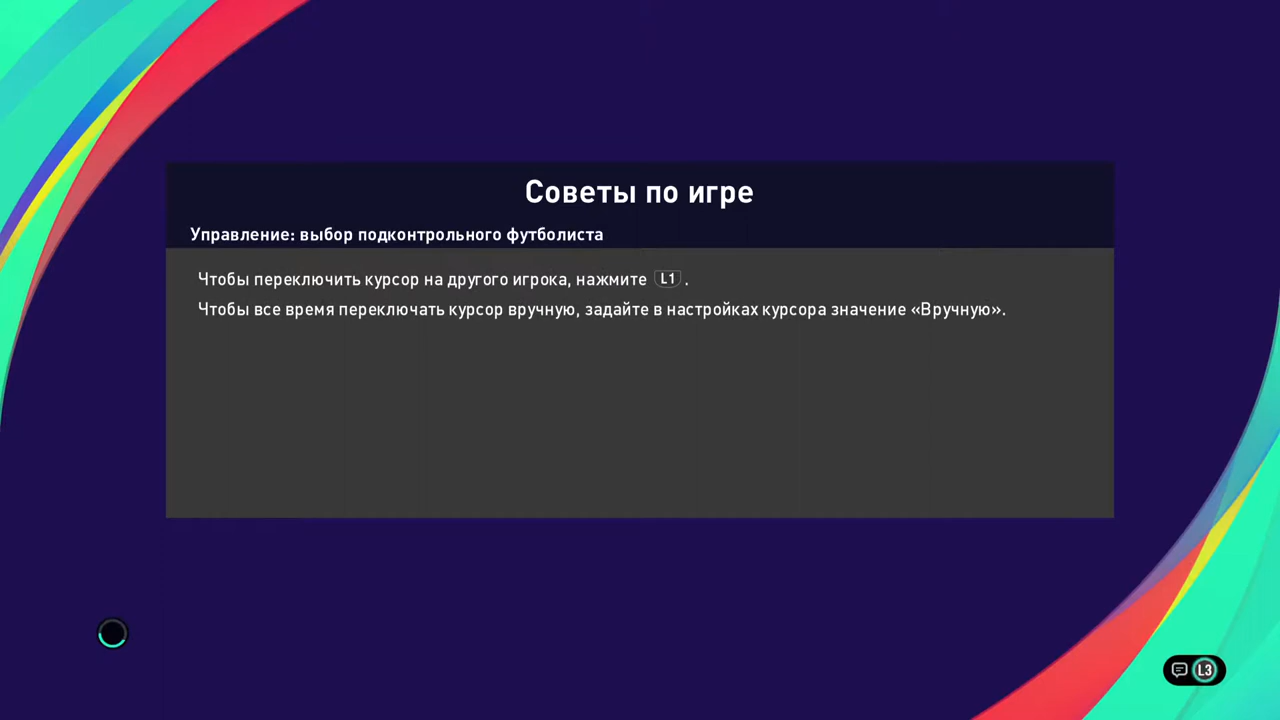 Советы по игре
Управление: выбор подконтрольного футболиста
Чтобы переключить курсор на другого игрока, нажмите L1 .
Чтобы все время переключать курсор вручную, задайте в настройках курсора значение «Вручную».
L3